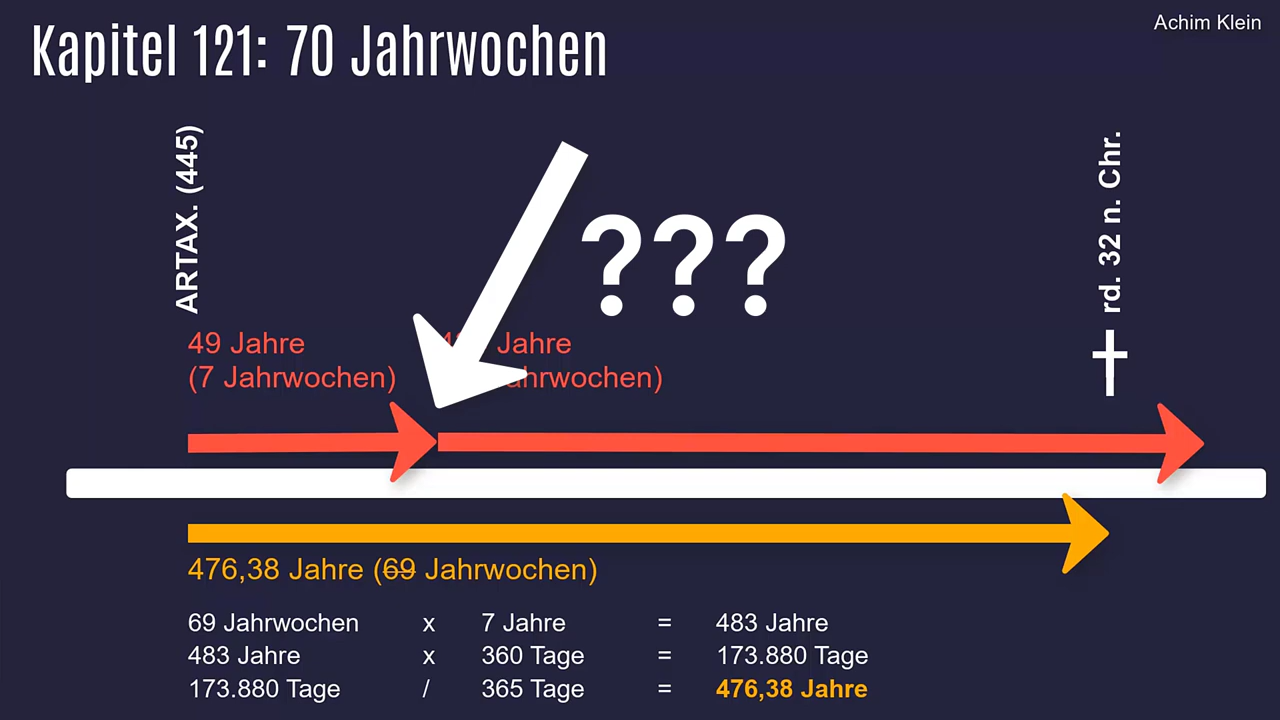 Kapitel 121: 70 Jahrwochen
Achim Klein
ARTAX. (445)
???
rd. 32 n. Chr.
49 Jahre
(7 Jahrwochen)
Jahre
476,38 Jahre (69 Jahrwochen)
69 Jahrwochen x 7 Jahre = 483 Jahre
483 Jahre x 360 Tage = 173.880 Tage
173.880 Tage / 365 Tage = 476,38 Jahre